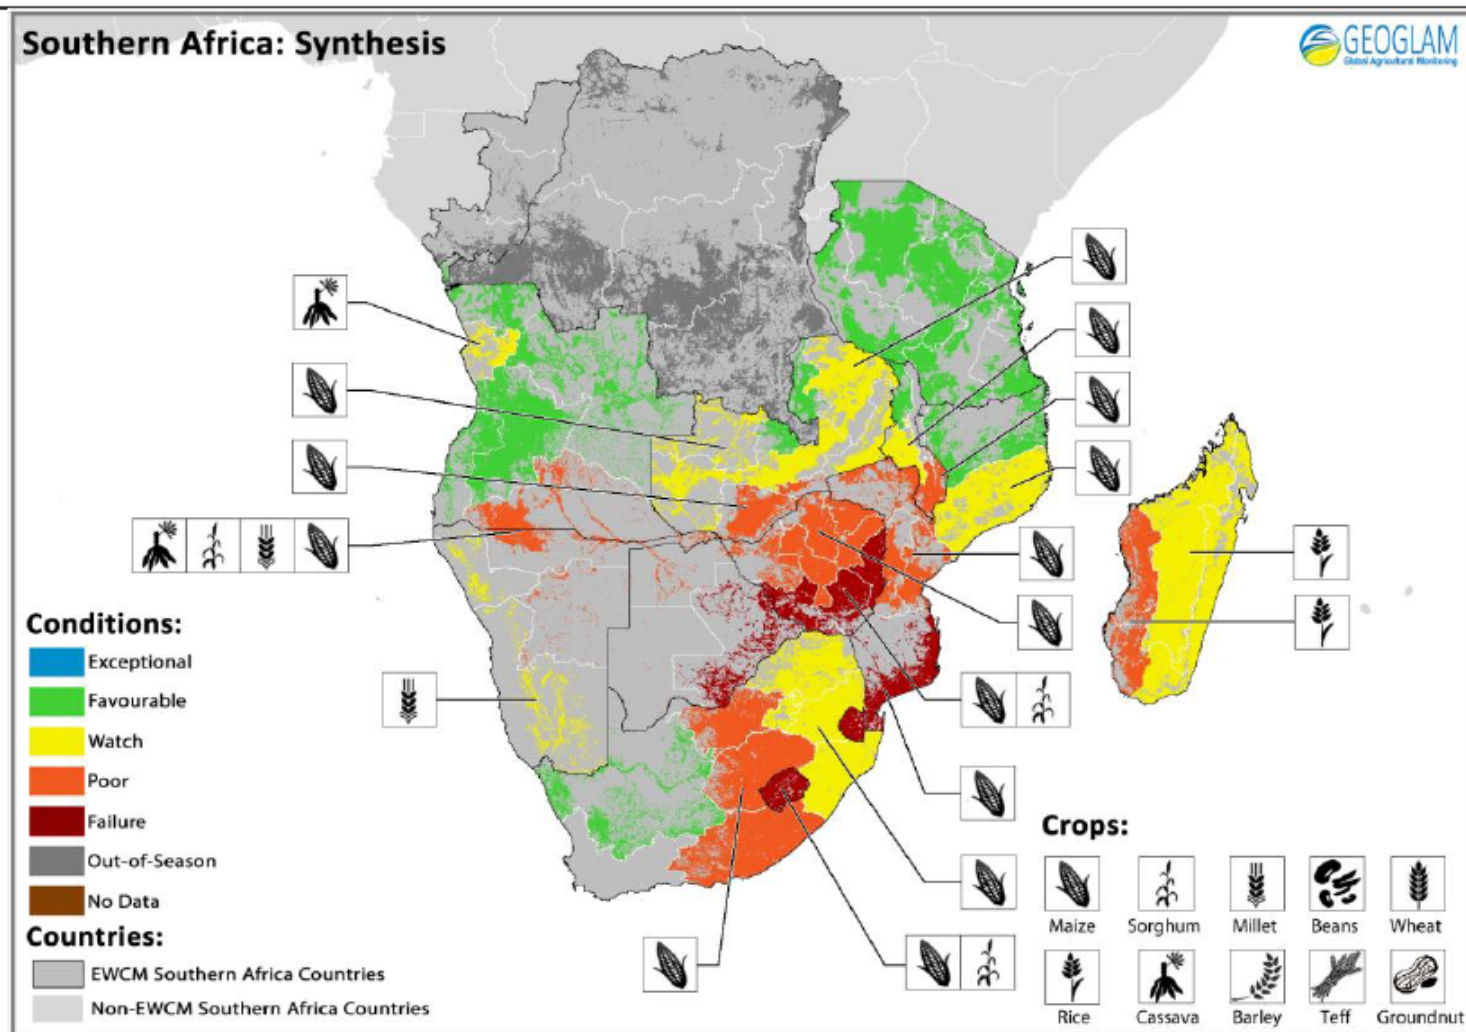 Southern Africa: Synthesis
GEOGLAM
Global Agricultural Monitoring
Conditions:
Exceptional
Favourable
Watch
Poor
Failure
Out-of-Season
No Data
Countries:
EWCM Southern Africa Countries
Non-EWCM Southern Africa Countries
Crops:
Maize Sorghum Millet Beans Wheat
Rice Cassava Barley Teff Groundnut